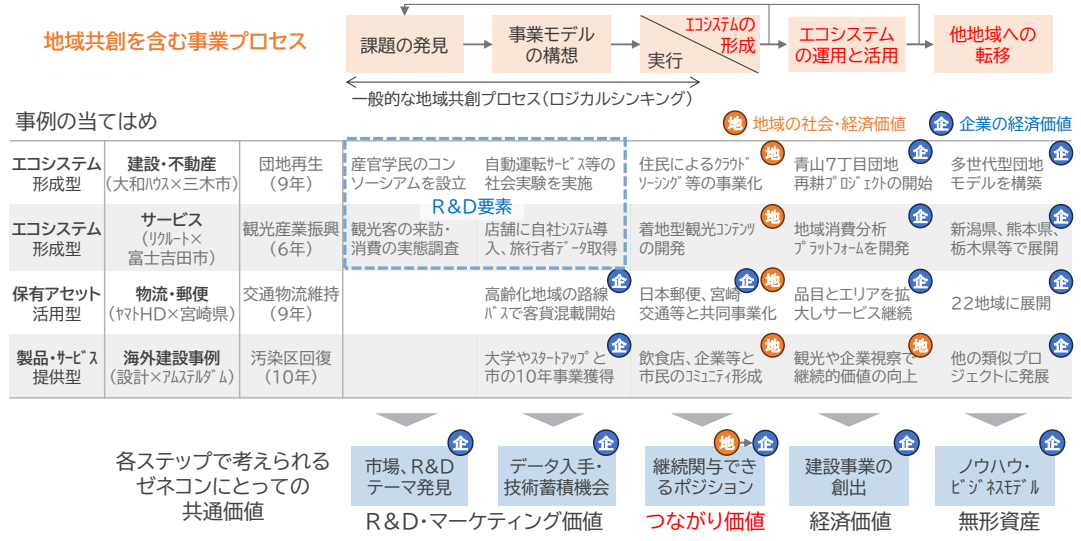 地域共創を含む事業プロセス
課題の発見
事業モデル
の構想
エコシステムの
形成
実行
エコシステム
の運用と活用
他地域への
転移
一般的な地域共創プロセス(ロジカルシンキング)
事例の当てはめ
地 地域の社会・経済価値
企 企業の経済価値
エコシステム
形成型
建設・不動産
(大和ハウス×三木市)
団地再生
(9年)
産官学民のコン
ソーシアムを設立
自動運転サービス等の
社会実験を実施
住民によるクラウド
ソーシング等の事業化
地
青山7丁目団地
再耕プロジェクトの開始
企
多世代型団地
モデルを構築
企
R&D要素
エコシステム
形成型
サービス
(リクルート×
富士吉田市)
観光産業振興
(6年)
観光客の来訪・
消費の実態調査
店舗に自社システム導
入、旅行者データ取得
着地型観光コンテンツ
の開発
地
地域消費分析
プラットフォームを開発
企
新潟県、熊本県、
栃木県等で展開
企
保有アセット
活用型
物流・郵便
(ヤマトHD×宮崎県)
交通物流維持
(9年)
高齢化地域の路線
バスで客貨混載開始
企
日本郵便、宮崎
交通等と共同事業化
企 地
品目とエリアを拡
大しサービス継続
企
22地域に展開
企
製品・サービス
提供型
海外建設事例
(設計×アムステルダム)
汚染区回復
(10年)
大学やスタートアップと
市の10年事業獲得
企
飲食店、企業等と
市民のコミュニティ形成
地
観光や企業視察で
継続的価値の向上
地
他の類似プロ
ジェクトに発展
企
各ステップで考えられる
ゼネコンにとっての
共通価値
企
市場、R&D
テーマ発見
企
データ入手・
技術蓄積機会
地 企
継続関与でき
るポジション
企
建設事業の
創出
企
ノウハウ・
ビジネスモデル
R&D・マーケティング価値
つながり価値
経済価値
無形資産